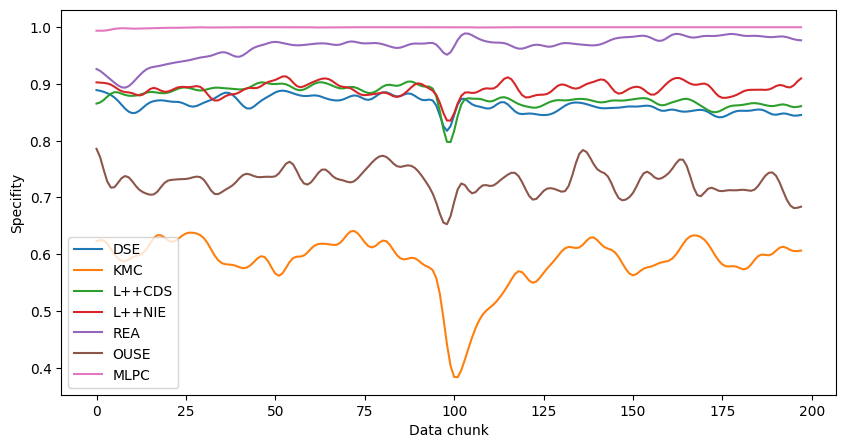 1.0
0.9
0.8
0.7
0.6
0.5
0.4
Specifity
DSE
KMC
L++CDS
L++NIE
REA
OUSE
MLPC
0 25 50 75 100 125 150 175 200
Data chunk